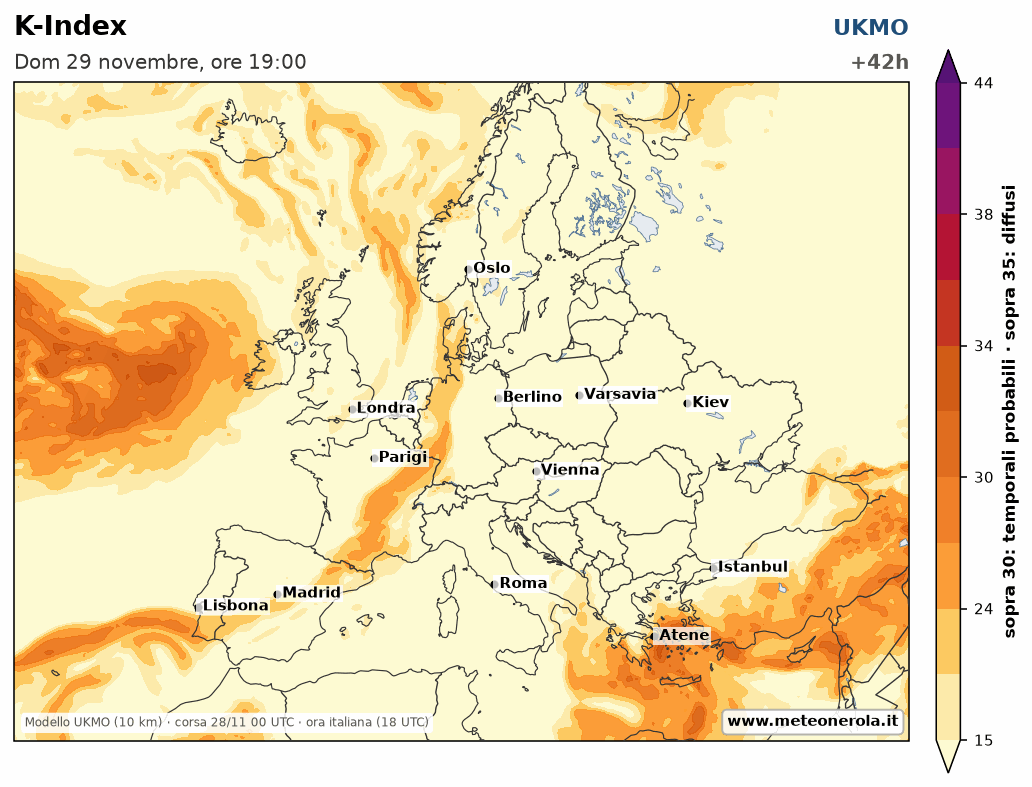 K-Index
UKMO
Dom 29 novembre, ore 19:00
+42h
44
38
34
30
24
15
sopra 30: temporali probabili · sopra 35: diffusi
Oslo
Londra
Berlino
Varsavia
Kiev
Parigi
Vienna
Istanbul
Madrid
Roma
Lisbona
Atene
Modello UKMO (10 km) · corsa 28/11 00 UTC · ora italiana (18 UTC)
www.meteonerola.it